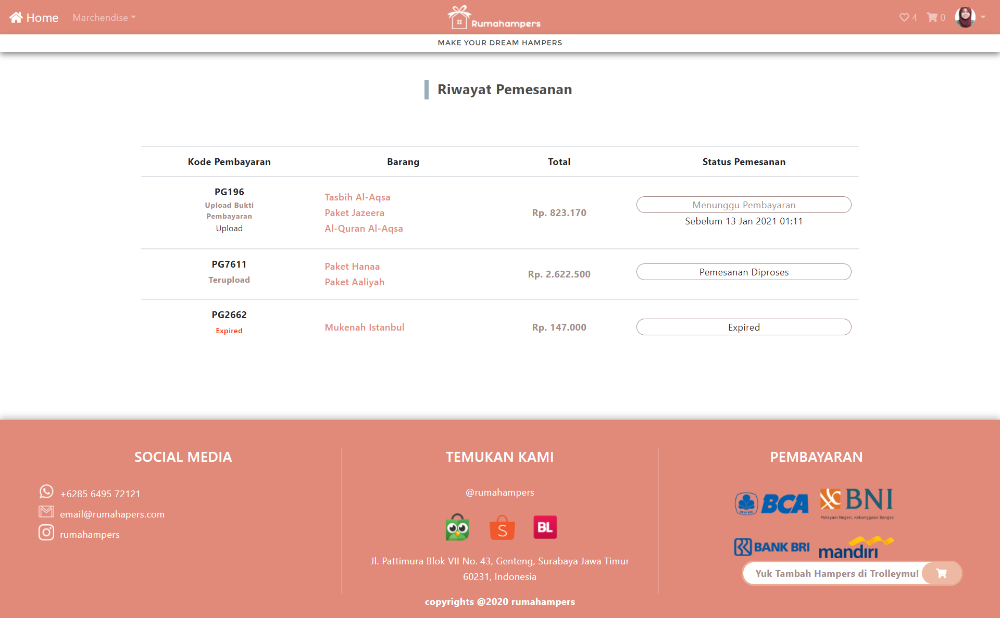 Home
Marchendise
Rumahampers
4
0
MAKE YOUR DREAM HAMPERS
Riwayat Pemesanan
Kode Pembayaran
Barang
Total
Status Pemesanan
PG196
Upload Bukti
Pembayaran
Upload
Tasbih Al-Aqsa
Paket Jazeera
Al-Quran Al-Aqsa
Rp. 823.170
Menunggu Pembayaran
Sebelum 13 Jan 2021 01:11
PG7611
Terupload
Paket Hanaa
Paket Aaliyah
Rp. 2.622.500
Pemesanan Diproses
PG2662
Expired
Mukenah Istanbul
Rp. 147.000
Expired
SOCIAL MEDIA
+6285 6495 72121
email@rumahapers.com
rumahampers
TEMUKAN KAMI
@rumahampers
S
BL
Jl. Pattimura Blok VII No. 43, Genteng, Surabaya Jawa Timur
60231, Indonesia
PEMBAYARAN
BCA
BNI
Melayani Negeri, Kebanggaan Bangsa
BANK BRI
mandiri
Yuk Tambah Hampers di Trolleymu!
copyrights @2020 rumahampers